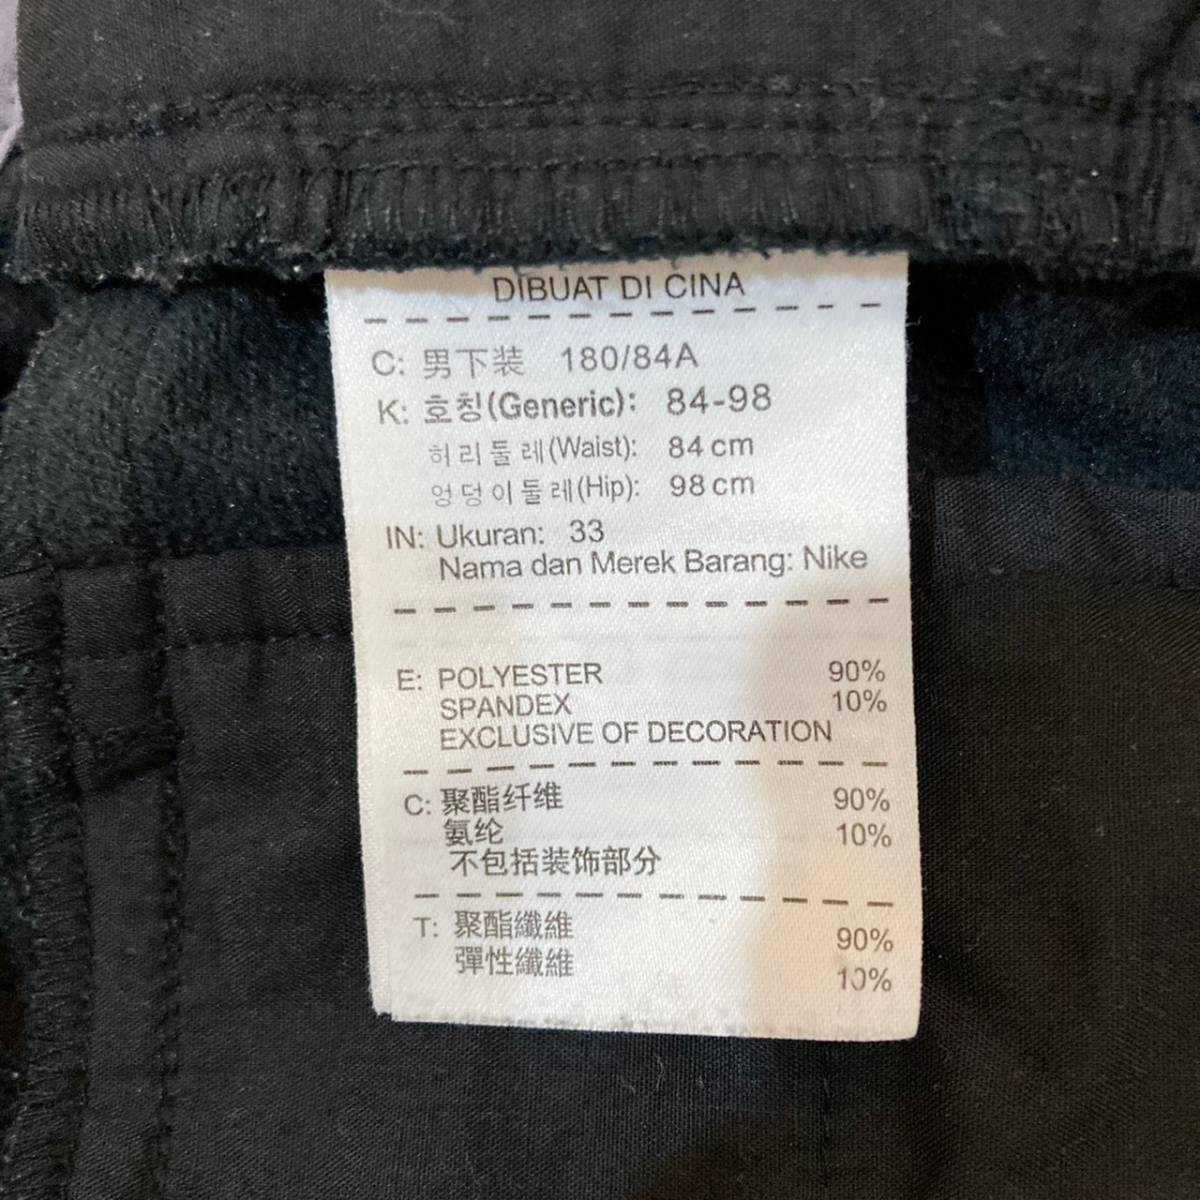 DIBUAT DI CINA
C: 男下装 180/84A
K: 호칭(Generic): 84-98
허리둘레(Waist): 84 cm
엉덩이둘레(Hip): 98 cm
IN: Ukuran: 33
Nama dan Merek Barang: Nike
E: POLYESTER 90%
SPANDEX 10%
EXCLUSIVE OF DECORATION
C: 聚酯纤维 90%
氨纶 10%
不包括装饰部分
T: 聚酯纖維 90%
彈性纖維 10%